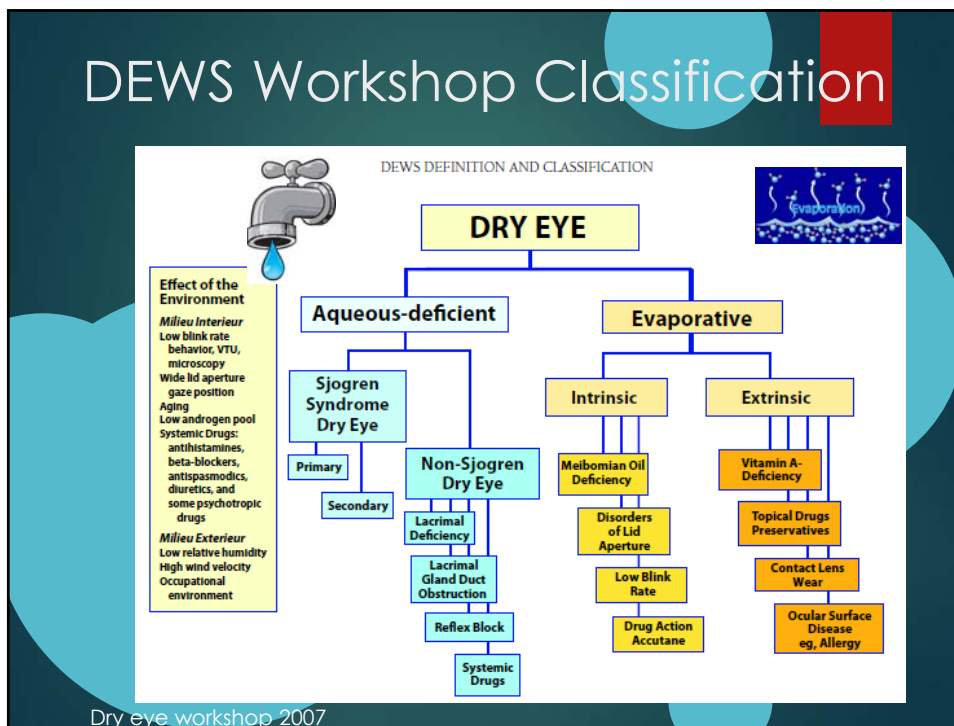 DEWS Workshop Classification
DEWS DEFINITION AND CLASSIFICATION
Evaporation
DRY EYE
Effect of the
Environment
Milieu Interieur
Low blink rate
behavior, VTU,
microscopy
Wide lid aperture
gaze position
Aging
Low androgen pool
Systemic Drugs:
antihistamines,
beta-blockers,
antispasmodics,
diuretics, and
some psychotropic
drugs
Milieu Exterieur
Low relative humidity
High wind velocity
Occupational
environment
Aqueous-deficient
Sjogren
Syndrome
Dry Eye
Primary
Secondary
Non-Sjogren
Dry Eye
Lacrimal
Deficiency
Lacrimal
Gland Duct
Obstruction
Reflex Block
Systemic
Drugs
Evaporative
Intrinsic
Meibomian Oil
Deficiency
Disorders
of Lid
Aperture
Low Blink
Rate
Drug Action
Accutane
Extrinsic
Vitamin A-
Deficiency
Topical Drugs
Preservatives
Contact Lens
Wear
Ocular Surface
Disease
eg, Allergy
Dry eye workshop 2007